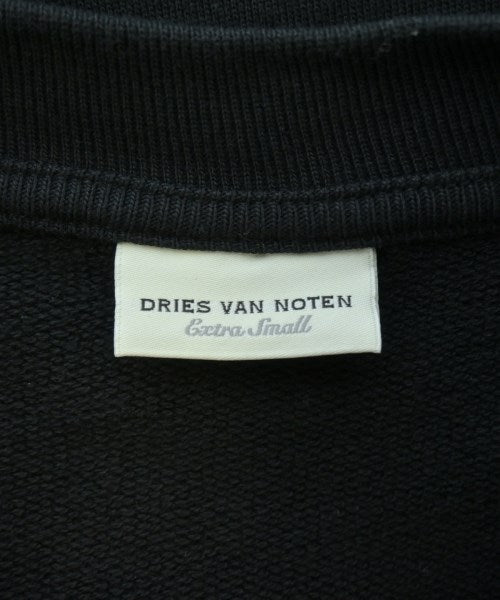 DRIES VAN NOTEN
Extra Small